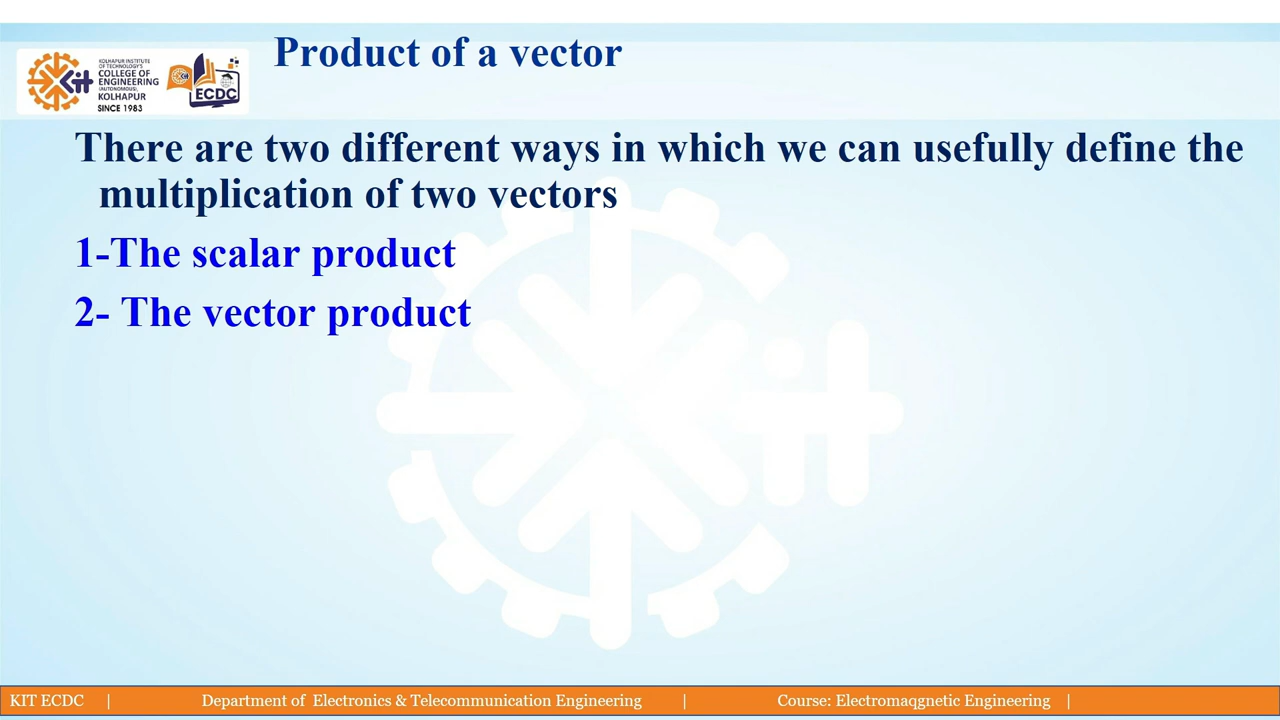 Product of a vector
KOLHAPUR INSTITUTE
OF TECHNOLOGY'S
COLLEGE OF
ENGINEERING
(AUTONOMOUS),
KOLHAPUR
SINCE 1983
Kit
ECDC
There are two different ways in which we can usefully define the
multiplication of two vectors
1-The scalar product
2- The vector product
KIT ECDC | Department of Electronics & Telecommunication Engineering | Course: Electromaqgnetic Engineering |